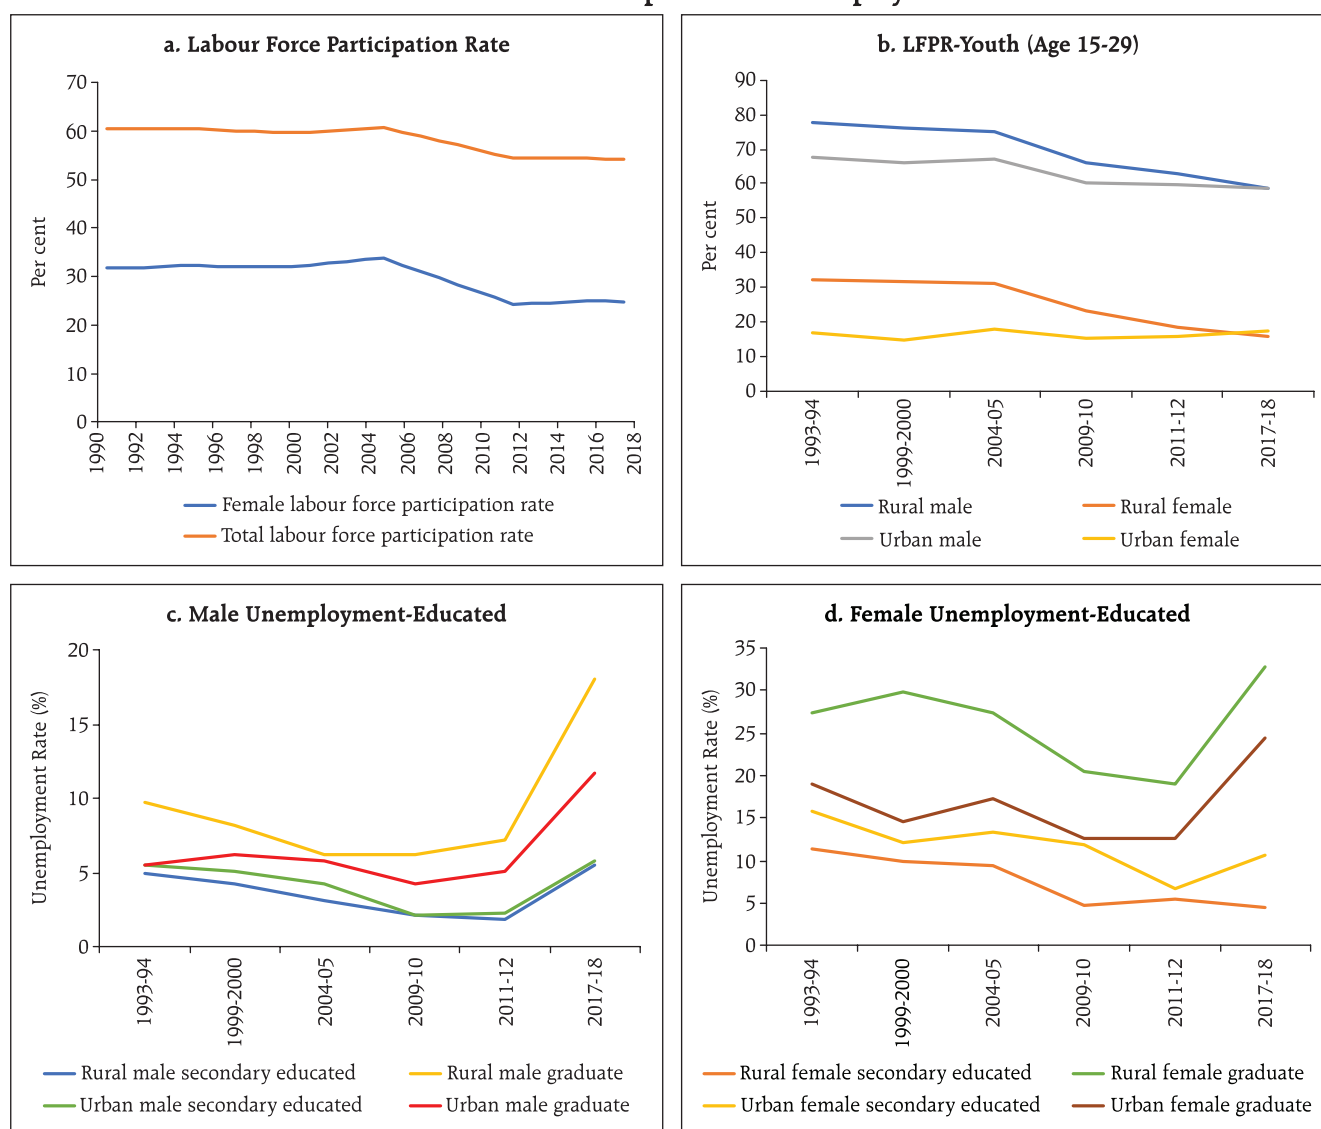 a. Labour Force Participation Rate
Per cent
70
60
50
40
30
20
10
0
1990
1992
1994
1996
1998
2000
2002
2004
2006
2008
2010
2012
2014
2016
2018
Female labour force participation rate
Total labour force participation rate
b. LFPR-Youth (Age 15-29)
Per cent
90
80
70
60
50
40
30
20
10
0
1993-94
1999-2000
2004-05
2009-10
2011-12
2017-18
Rural male
Rural female
Urban male
Urban female
c. Male Unemployment-Educated
Unemployment Rate (%)
20
15
10
5
0
1993-94
1999-2000
2004-05
2009-10
2011-12
2017-18
Rural male secondary educated
Rural male graduate
Urban male secondary educated
Urban male graduate
d. Female Unemployment-Educated
Unemployment Rate (%)
35
30
25
20
15
10
5
0
1993-94
1999-2000
2004-05
2009-10
2011-12
2017-18
Rural female secondary educated
Rural female graduate
Urban female secondary educated
Urban female graduate